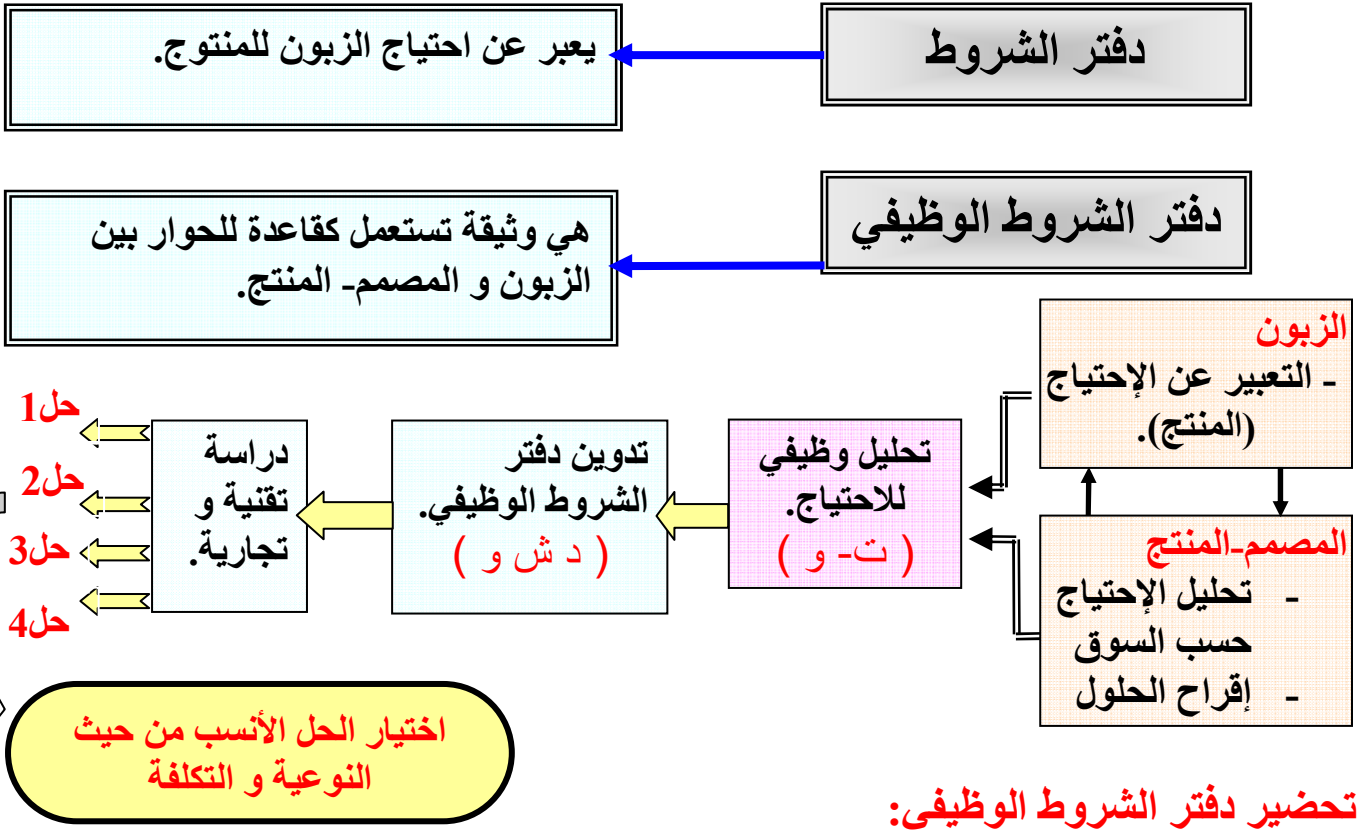 دفتر الشروط
يعبر عن احتياج الزبون للمنتوج.
دفتر الشروط الوظيفي
هي وثيقة تستعمل كقاعدة للحوار بين
الزبون و المصمم- المنتج.
الزبون
- التعبير عن الإحتياج
(المنتج).
المصمم-المنتج
- تحليل الإحتياج
حسب السوق
- إقراح الحلول
تحليل وظيفي
للاحتياج.
( ت- و )
تدوين دفتر
الشروط الوظيفي.
( د ش و )
دراسة
تقنية و
تجارية.
حل1
حل2
حل3
حل4
اختيار الحل الأنسب من حيث
النوعية و التكلفة
تحضير دفتر الشروط الوظيفي: